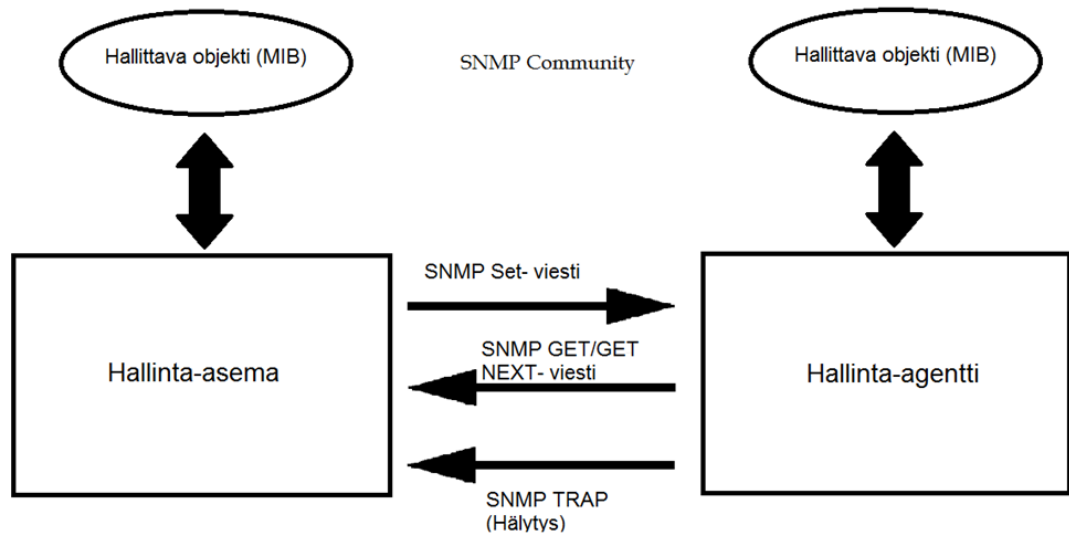 Hallittava objekti (MIB)
SNMP Community
Hallittava objekti (MIB)
SNMP Set- viesti
SNMP GET/GET
NEXT- viesti
Hallinta-asema
Hallinta-agentti
SNMP TRAP
(Hälytys)